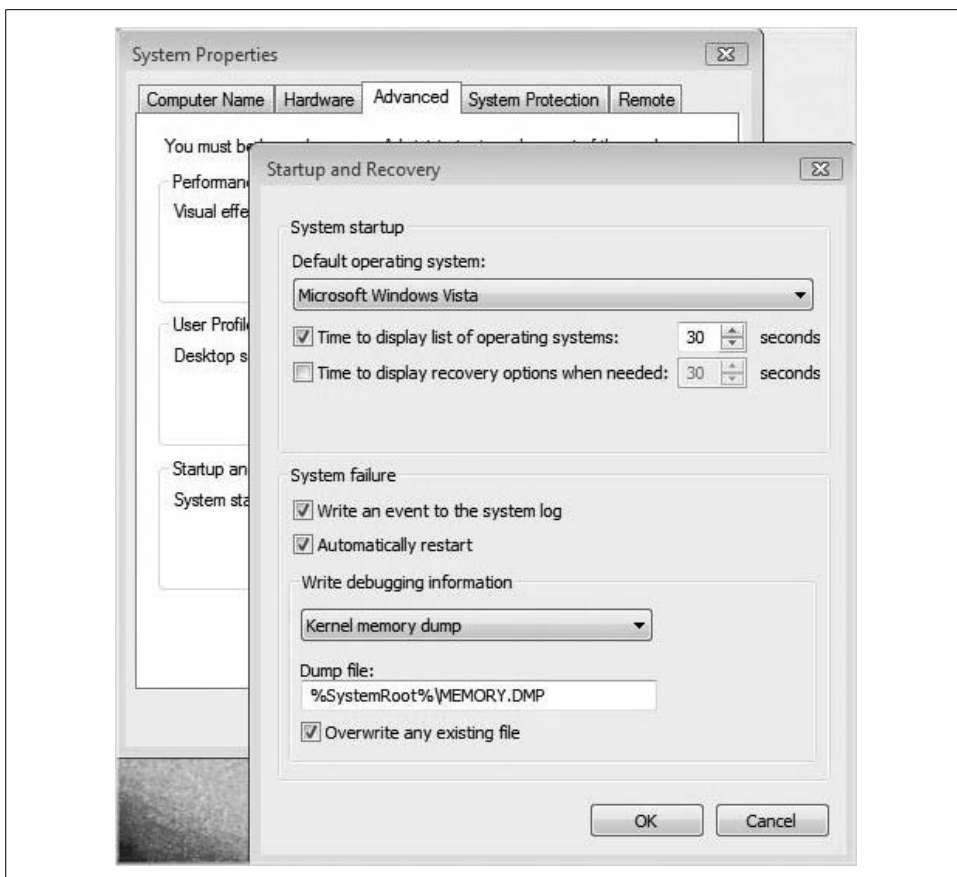 System Properties
Computer Name Hardware Advanced System Protection Remote
You must be
Startup and Recovery
Performan
Visual effe
System startup
Default operating system:
Microsoft Windows Vista
User Profil
Time to display list of operating systems: 30 seconds
Desktop s
Time to display recovery options when needed: 30 seconds
Startup an
System failure
System sta
Write an event to the system log
Automatically restart
Write debugging information
Kernel memory dump
Dump file:
%SystemRoot%\MEMORY.DMP
Overwrite any existing file
OK Cancel